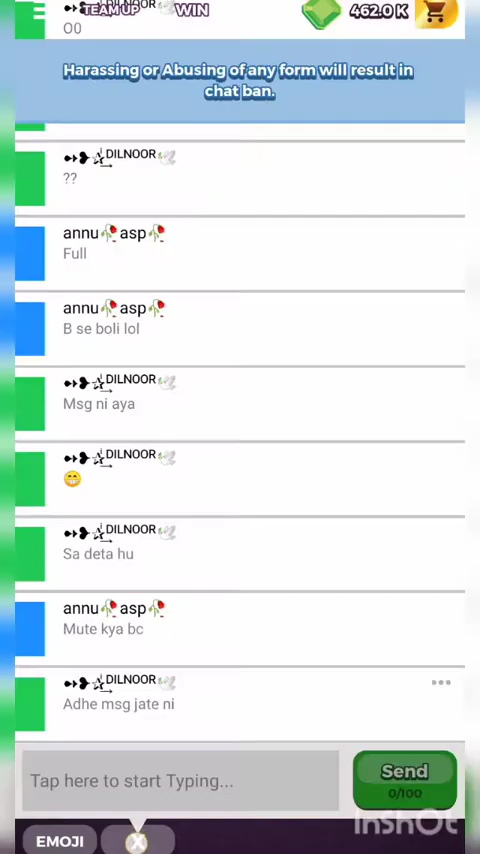 TEAM UP WIN
462.0 K
DILNOOR🕊
O0
Harassing or Abusing of any form will result in
chat ban.
DILNOOR🕊
??
annu🥀asp🥀
Full
annu🥀asp🥀
B se boli lol
DILNOOR🕊
Msg ni aya
DILNOOR🕊
😁
DILNOOR🕊
Sa deta hu
annu🥀asp🥀
Mute kya bc
DILNOOR🕊
Adhe msg jate ni
Tap here to start Typing...
Send
0/100
EMOJI
X
InshOt